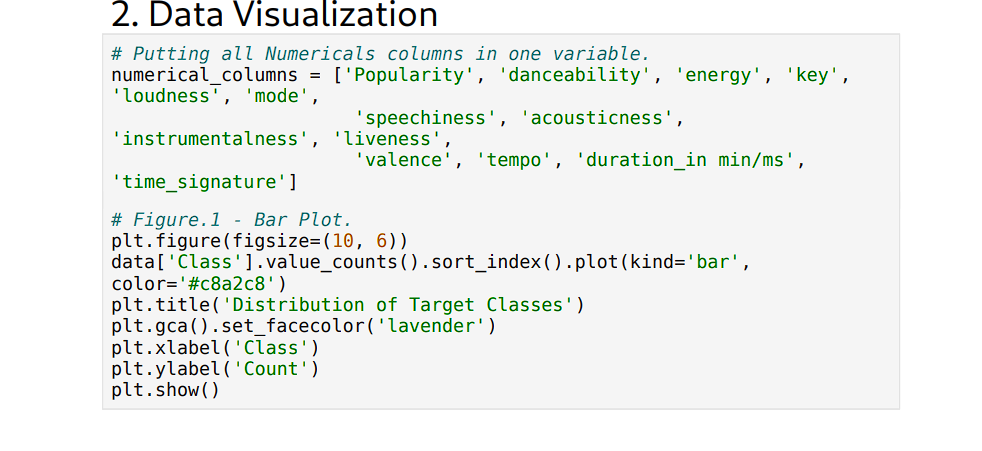 2. Data Visualization
# Putting all Numericals columns in one variable.
numerical_columns = ['Popularity', 'danceability', 'energy', 'key',
'loudness', 'mode',
'speechiness', 'acousticness',
'instrumentalness', 'liveness',
'valence', 'tempo', 'duration_in min/ms',
'time_signature']
# Figure.1 - Bar Plot.
plt.figure(figsize=(10, 6))
data['Class'].value_counts().sort_index().plot(kind='bar',
color='#c8a2c8')
plt.title('Distribution of Target Classes')
plt.gca().set_facecolor('lavender')
plt.xlabel('Class')
plt.ylabel('Count')
plt.show()